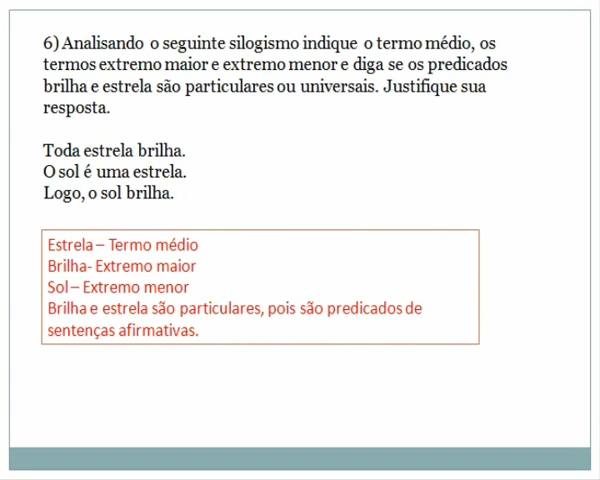 6) Analisando o seguinte silogismo indique o termo médio, os
termos extremo maior e extremo menor e diga se os predicados
brilha e estrela são particulares ou universais. Justifique sua
resposta.
Toda estrela brilha.
O sol é uma estrela.
Logo, o sol brilha.
Estrela – Termo médio
Brilha- Extremo maior
Sol – Extremo menor
Brilha e estrela são particulares, pois são predicados de
sentenças afirmativas.